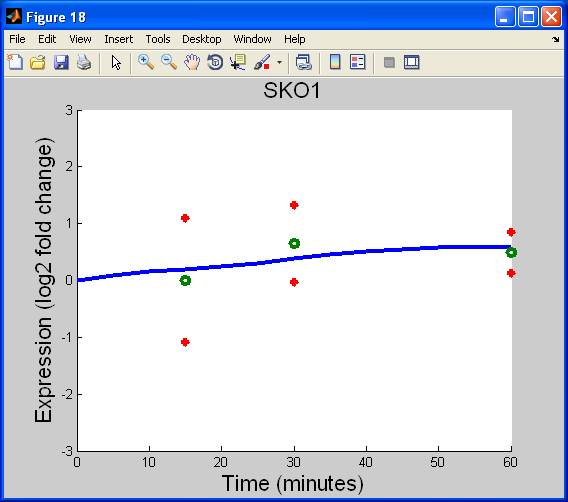 Figure 18
File Edit View Insert Tools Desktop Window Help
SKO1
Expression (log2 fold change)
3
2
1
0
-1
-2
-3
0 10 20 30 40 50 60
Time (minutes)